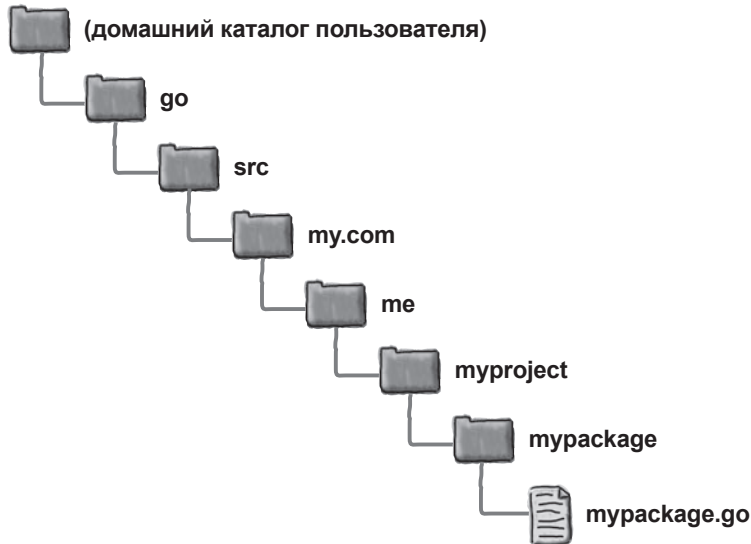 (домашний каталог пользователя)
go
src
my.com
me
myproject
mypackage
mypackage.go